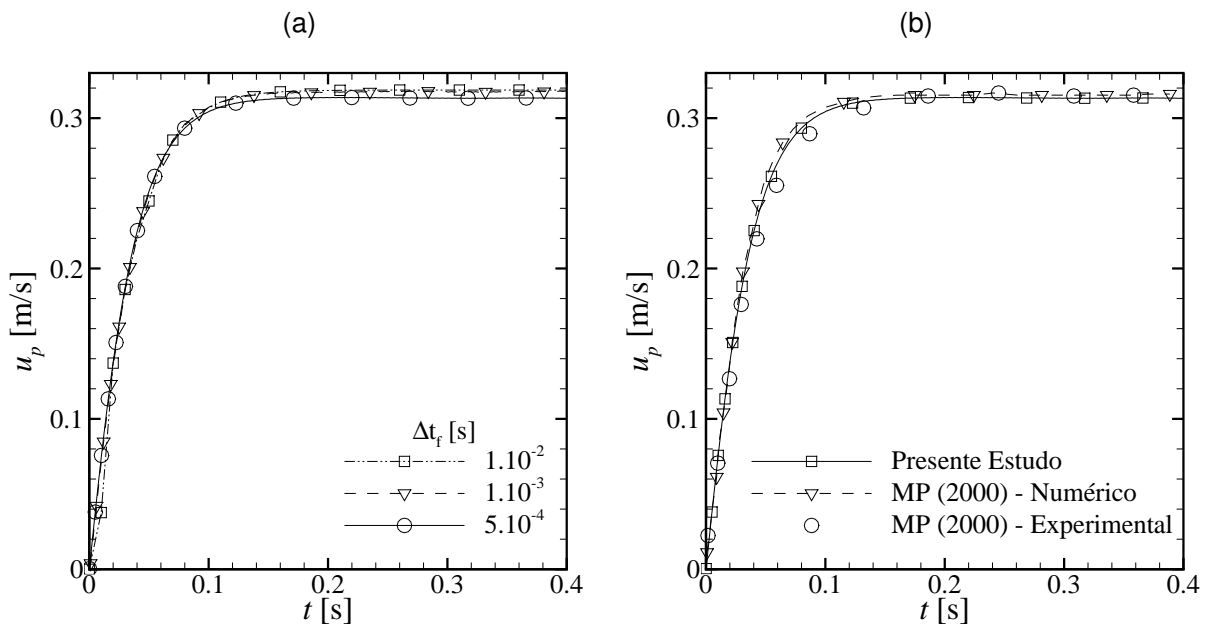 (a)
(b)
0.3
0.2
0.1
0
u_p [m/s]
Δt_f [s]
1.10^-2
1.10^-3
5.10^-4
0
0.1
0.2
0.3
0.4
t [s]
0.3
0.2
0.1
0
u_p [m/s]
Presente Estudo
MP (2000) - Numérico
MP (2000) - Experimental
0
0.1
0.2
0.3
0.4
t [s]